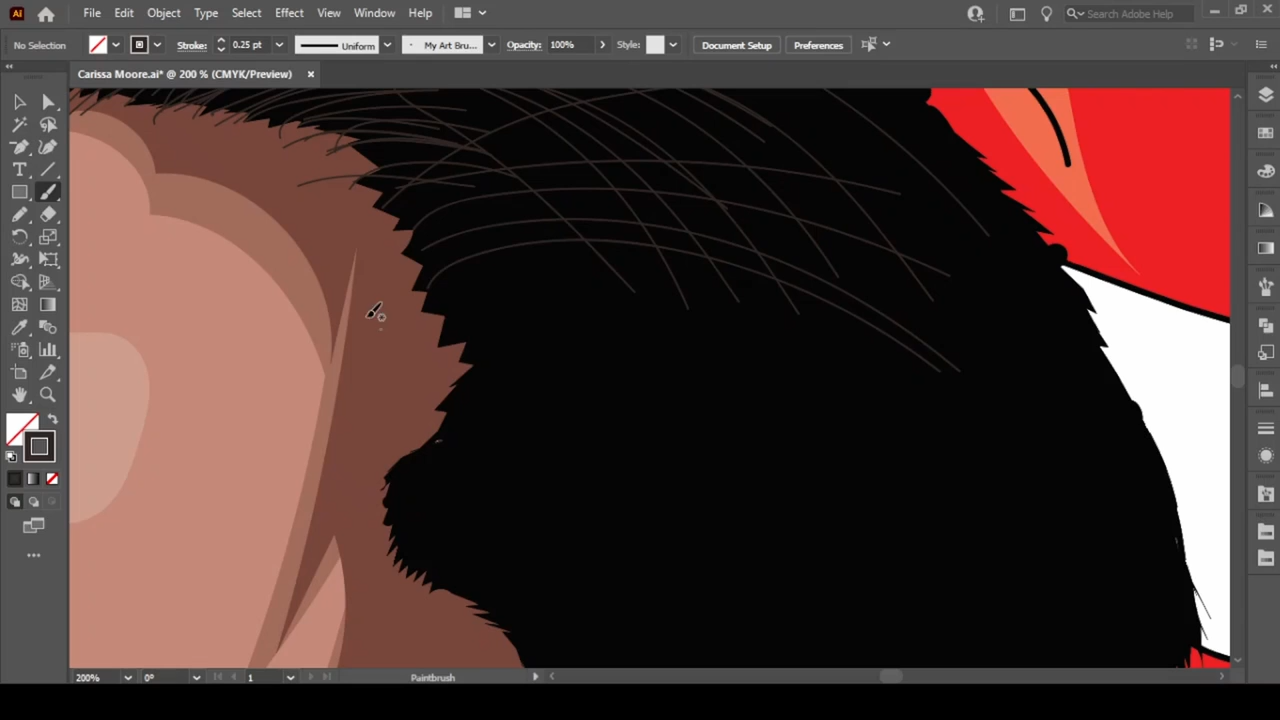 Ai File Edit Object Type Select Effect View Window Help Search Adobe Help
No Selection Stroke: 0.25 pt Uniform My Art Bru... Opacity: 100% Style: Document Setup Preferences
Carissa Moore.ai* @ 200 % (CMYK/Preview)
T
200% 0° 1 Paintbrush